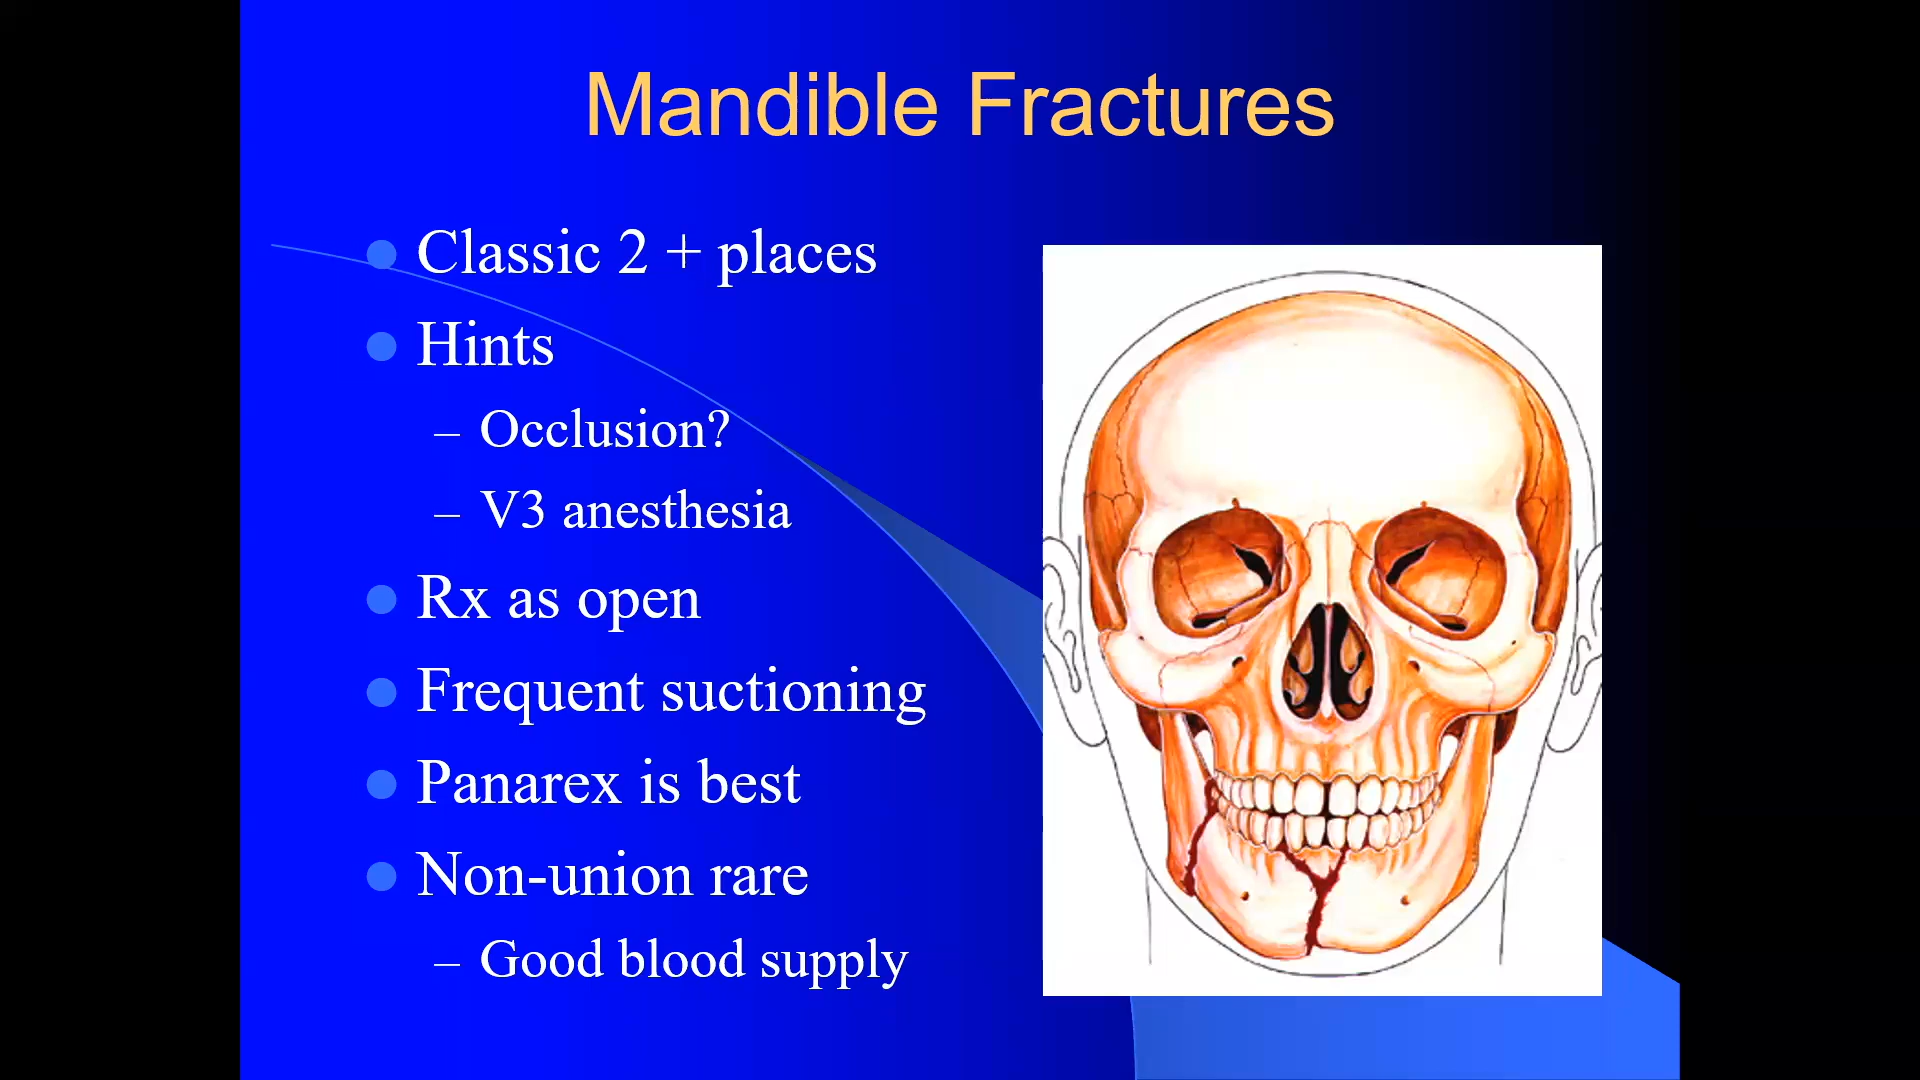 Mandible Fractures
Classic 2 + places
Hints
– Occlusion?
– V3 anesthesia
Rx as open
Frequent suctioning
Panarex is best
Non-union rare
– Good blood supply